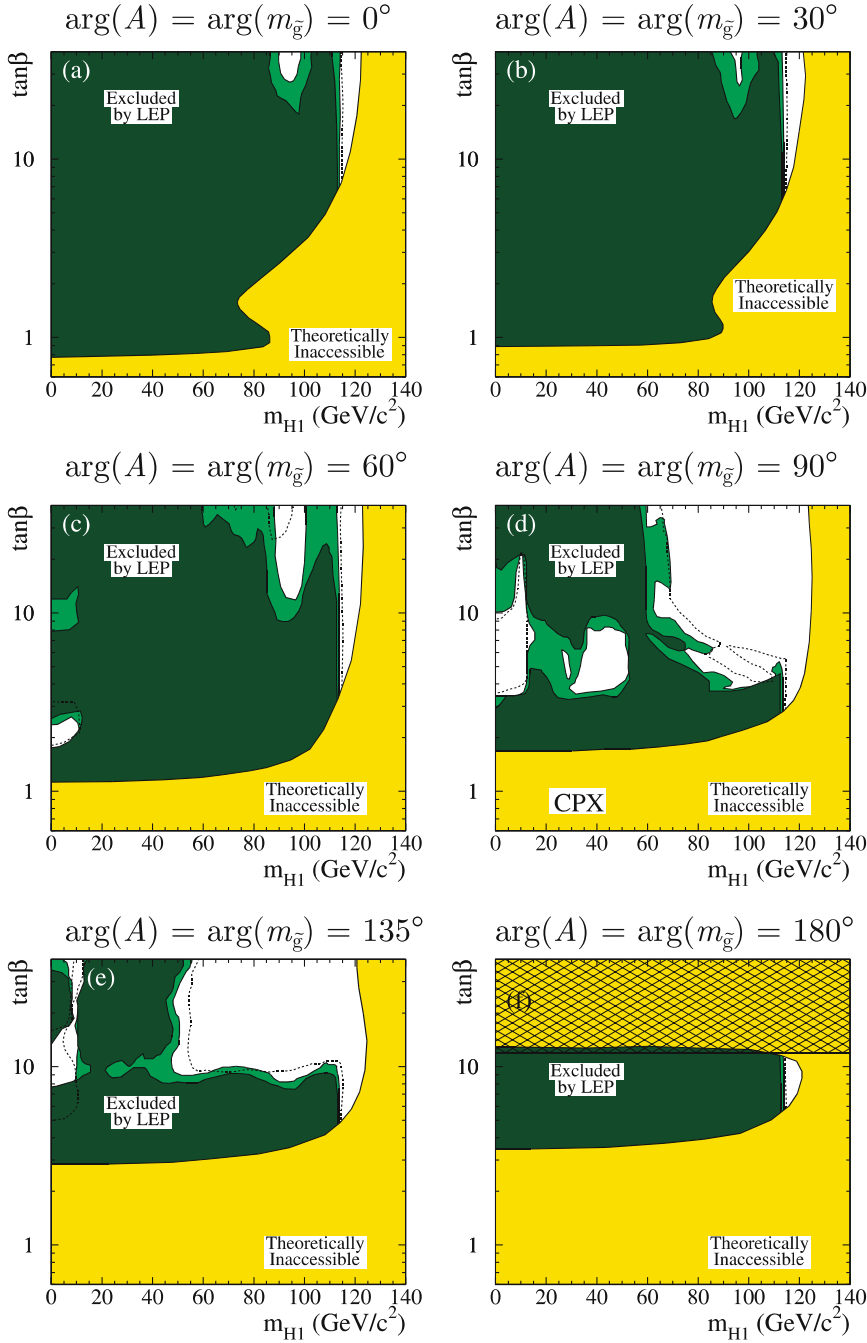 arg(A) = arg(m_g̃) = 0°
arg(A) = arg(m_g̃) = 30°
tanβ
(a)
Excluded
by LEP
10
1
Theoretically
Inaccessible
0 20 40 60 80 100 120 140
m_H1 (GeV/c²)
tanβ
(b)
Excluded
by LEP
10
1
Theoretically
Inaccessible
0 20 40 60 80 100 120 140
m_H1 (GeV/c²)
arg(A) = arg(m_g̃) = 60°
arg(A) = arg(m_g̃) = 90°
tanβ
(c)
Excluded
by LEP
10
1
Theoretically
Inaccessible
0 20 40 60 80 100 120 140
m_H1 (GeV/c²)
tanβ
(d)
Excluded
by LEP
10
1
CPX
Theoretically
Inaccessible
0 20 40 60 80 100 120 140
m_H1 (GeV/c²)
arg(A) = arg(m_g̃) = 135°
arg(A) = arg(m_g̃) = 180°
tanβ
(e)
10
Excluded
by LEP
1
Theoretically
Inaccessible
0 20 40 60 80 100 120 140
m_H1 (GeV/c²)
tanβ
(f)
10
Excluded
by LEP
1
Theoretically
Inaccessible
0 20 40 60 80 100 120 140
m_H1 (GeV/c²)